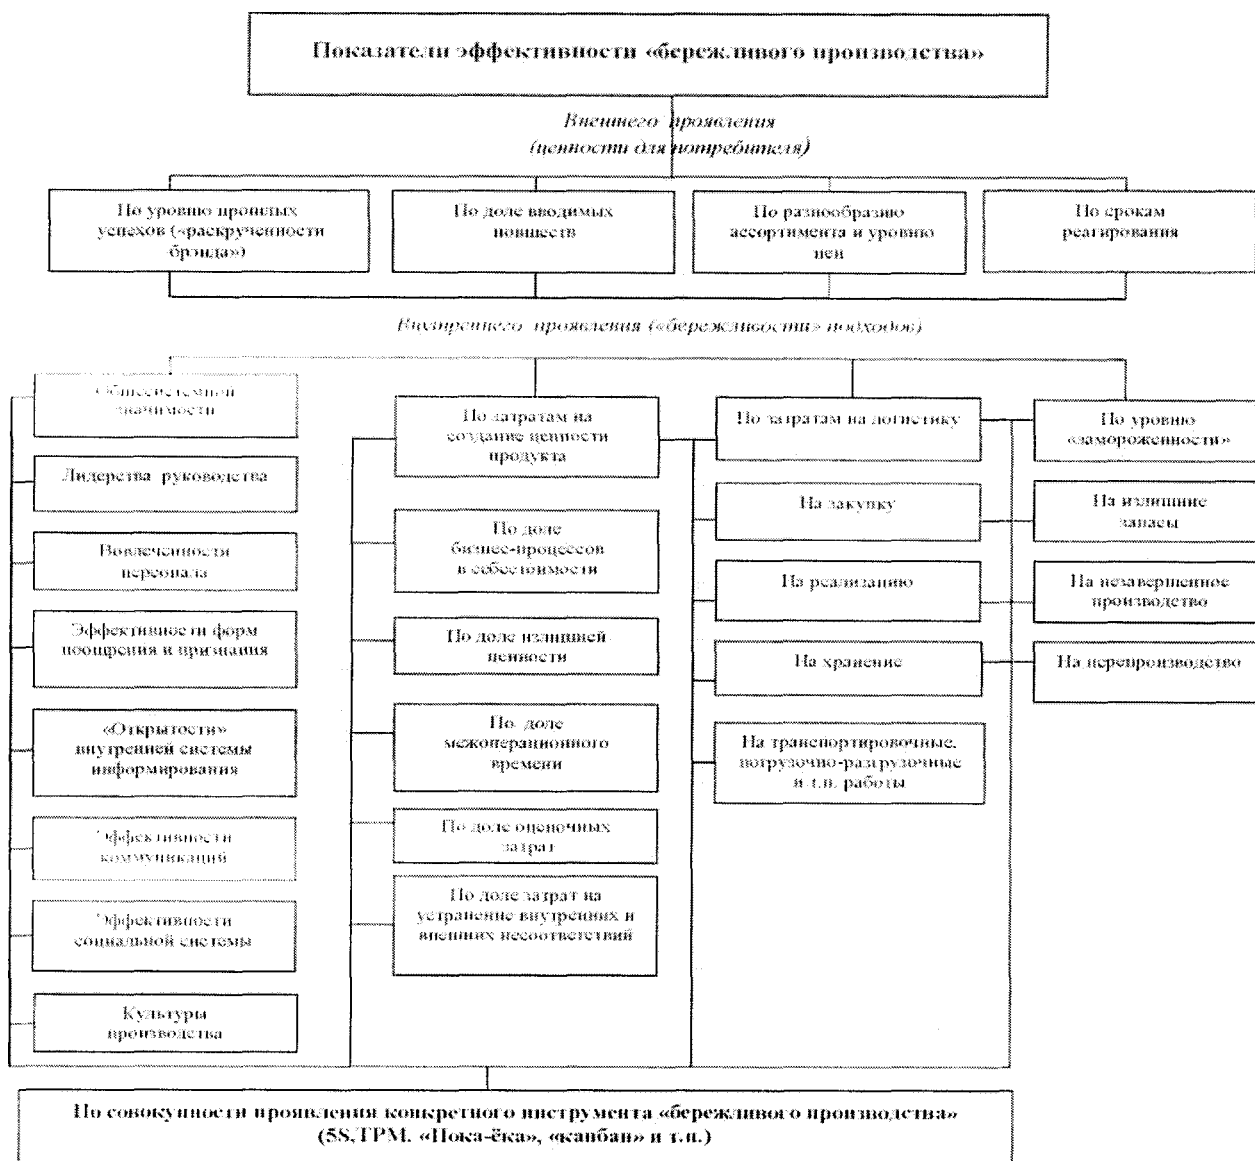 Показатели эффективности «бережливого производства»
Внешнего проявления
(ценности для потребителя)
По уровню прошлых
успехов («раскрученности
брэнда»)
По доле вводимых
новшеств
По разнообразию
ассортимента и уровню
цен
По срокам
реагирования
Внутреннего проявления («бережливости» подходов)
Общесистемной
значимости
Лидерства руководства
Вовлеченности
персонала
Эффективности форм
поощрения и признания
«Открытости»
внутренней системы
информирования
Эффективности
коммуникаций
Эффективности
социальной системы
Культуры
производства
По затратам на
создание ценности
продукта
По доле
бизнес-процессов
в себестоимости
По доле излишней
ценности
По доле
межоперационного
времени
По доле оценочных
затрат
По доле затрат на
устранение внутренних и
внешних несоответствий
По затратам на логистику
На закупку
На реализацию
На хранение
На транспортировочные,
погрузочно-разгрузочные
и т.п. работы
По уровню
«замороженности»
На излишние
запасы
На незавершенное
производство
На перепроизводство
По совокупности проявления конкретного инструмента «бережливого производства»
(5S,TPM. «Пока-ёка», «канбан» и т.п.)